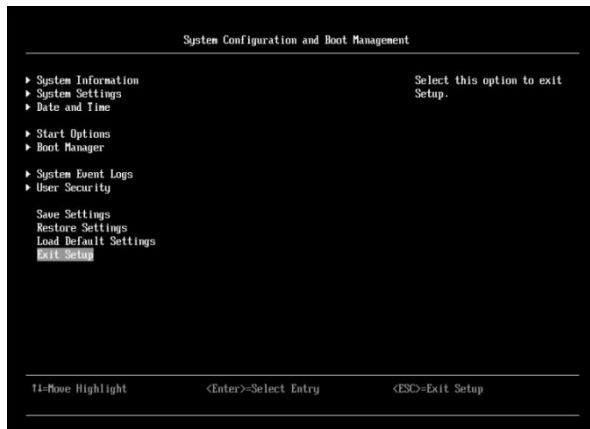 System Configuration and Boot Management
▶ System Information
▶ System Settings
▶ Date and Time
▶ Start Options
▶ Boot Manager
▶ System Event Logs
▶ User Security
Save Settings
Restore Settings
Load Default Settings
Exit Setup
Select this option to exit
Setup.
↑↓=Move Highlight <Enter>=Select Entry <ESC>=Exit Setup